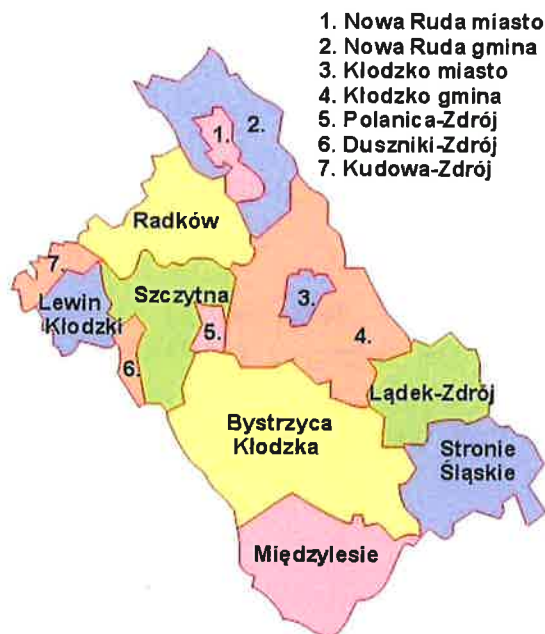 1. Nowa Ruda miasto
2. Nowa Ruda gmina
3. Kłodzko miasto
4. Kłodzko gmina
5. Polanica-Zdrój
6. Duszniki-Zdrój
7. Kudowa-Zdrój
2.
1.
Radków
7.
Lewin
Kłodzki
Szczytna
3.
5.
4.
6.
Lądek-Zdrój
Bystrzyca
Kłodzka
Stronie
Śląskie
Międzylesie